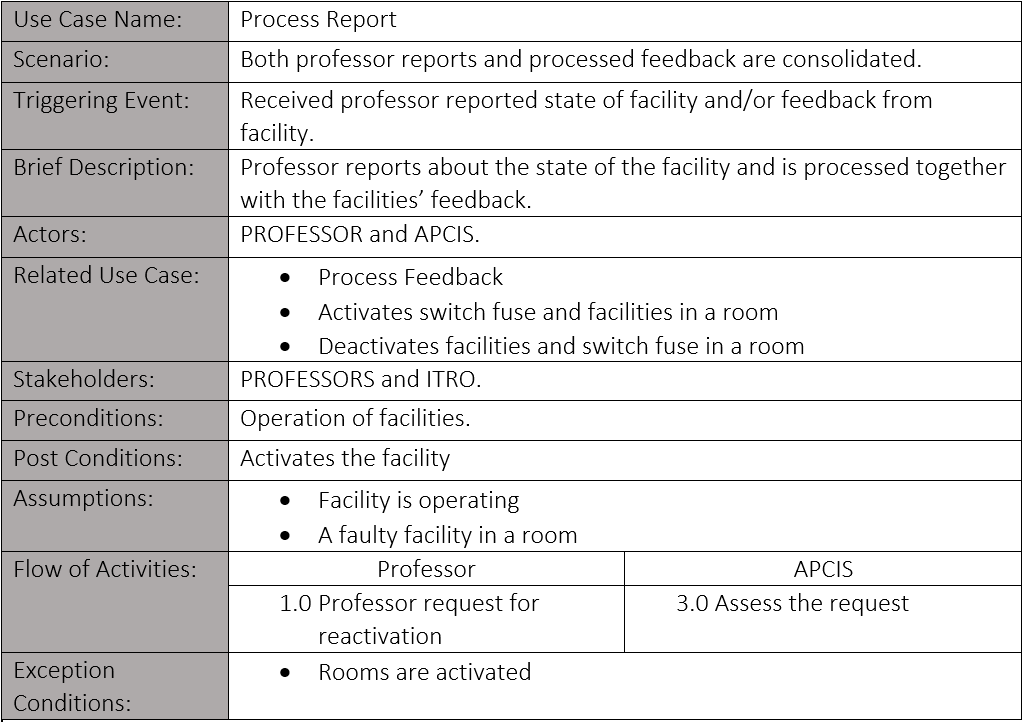 Use Case Name: Process Report
Scenario: Both professor reports and processed feedback are consolidated.
Triggering Event: Received professor reported state of facility and/or feedback from
facility.
Brief Description: Professor reports about the state of the facility and is processed together
with the facilities’ feedback.
Actors: PROFESSOR and APCIS.
Related Use Case: • Process Feedback
• Activates switch fuse and facilities in a room
• Deactivates facilities and switch fuse in a room
Stakeholders: PROFESSORS and ITRO.
Preconditions: Operation of facilities.
Post Conditions: Activates the facility
Assumptions: • Facility is operating
• A faulty facility in a room
Flow of Activities: Professor APCIS
1.0 Professor request for 3.0 Assess the request
reactivation
Exception • Rooms are activated
Conditions: